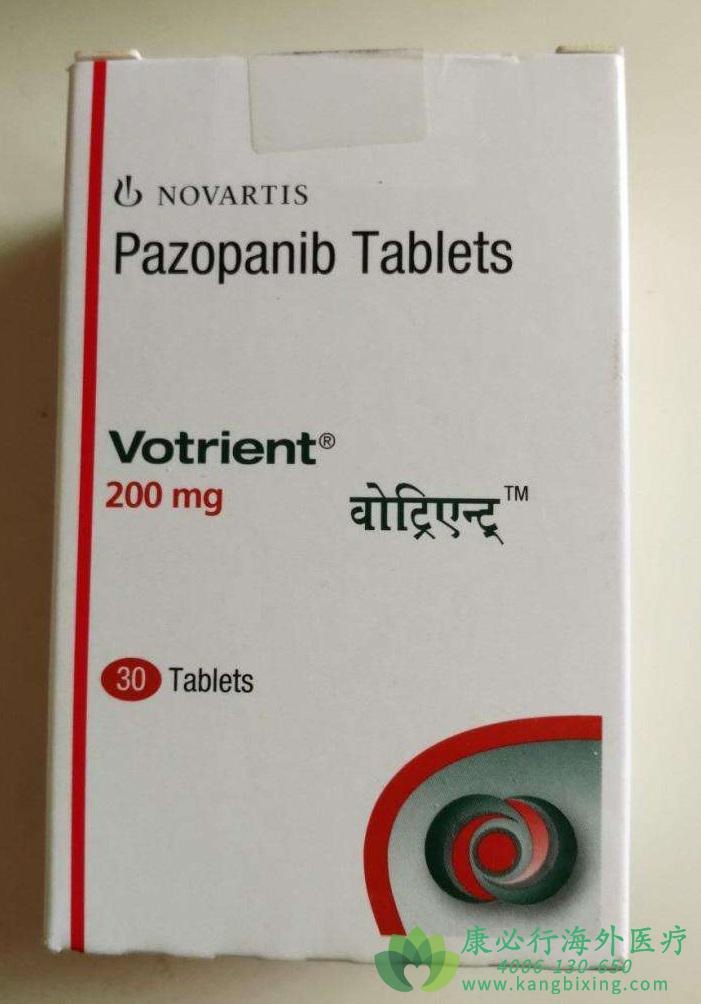 NOVARTIS
Pazopanib Tablets
Votrient®
200 mg
वोट्रिएन्ट्™
30 Tablets
康必行海外医疗
4006-130-650
www.kangbixing.com